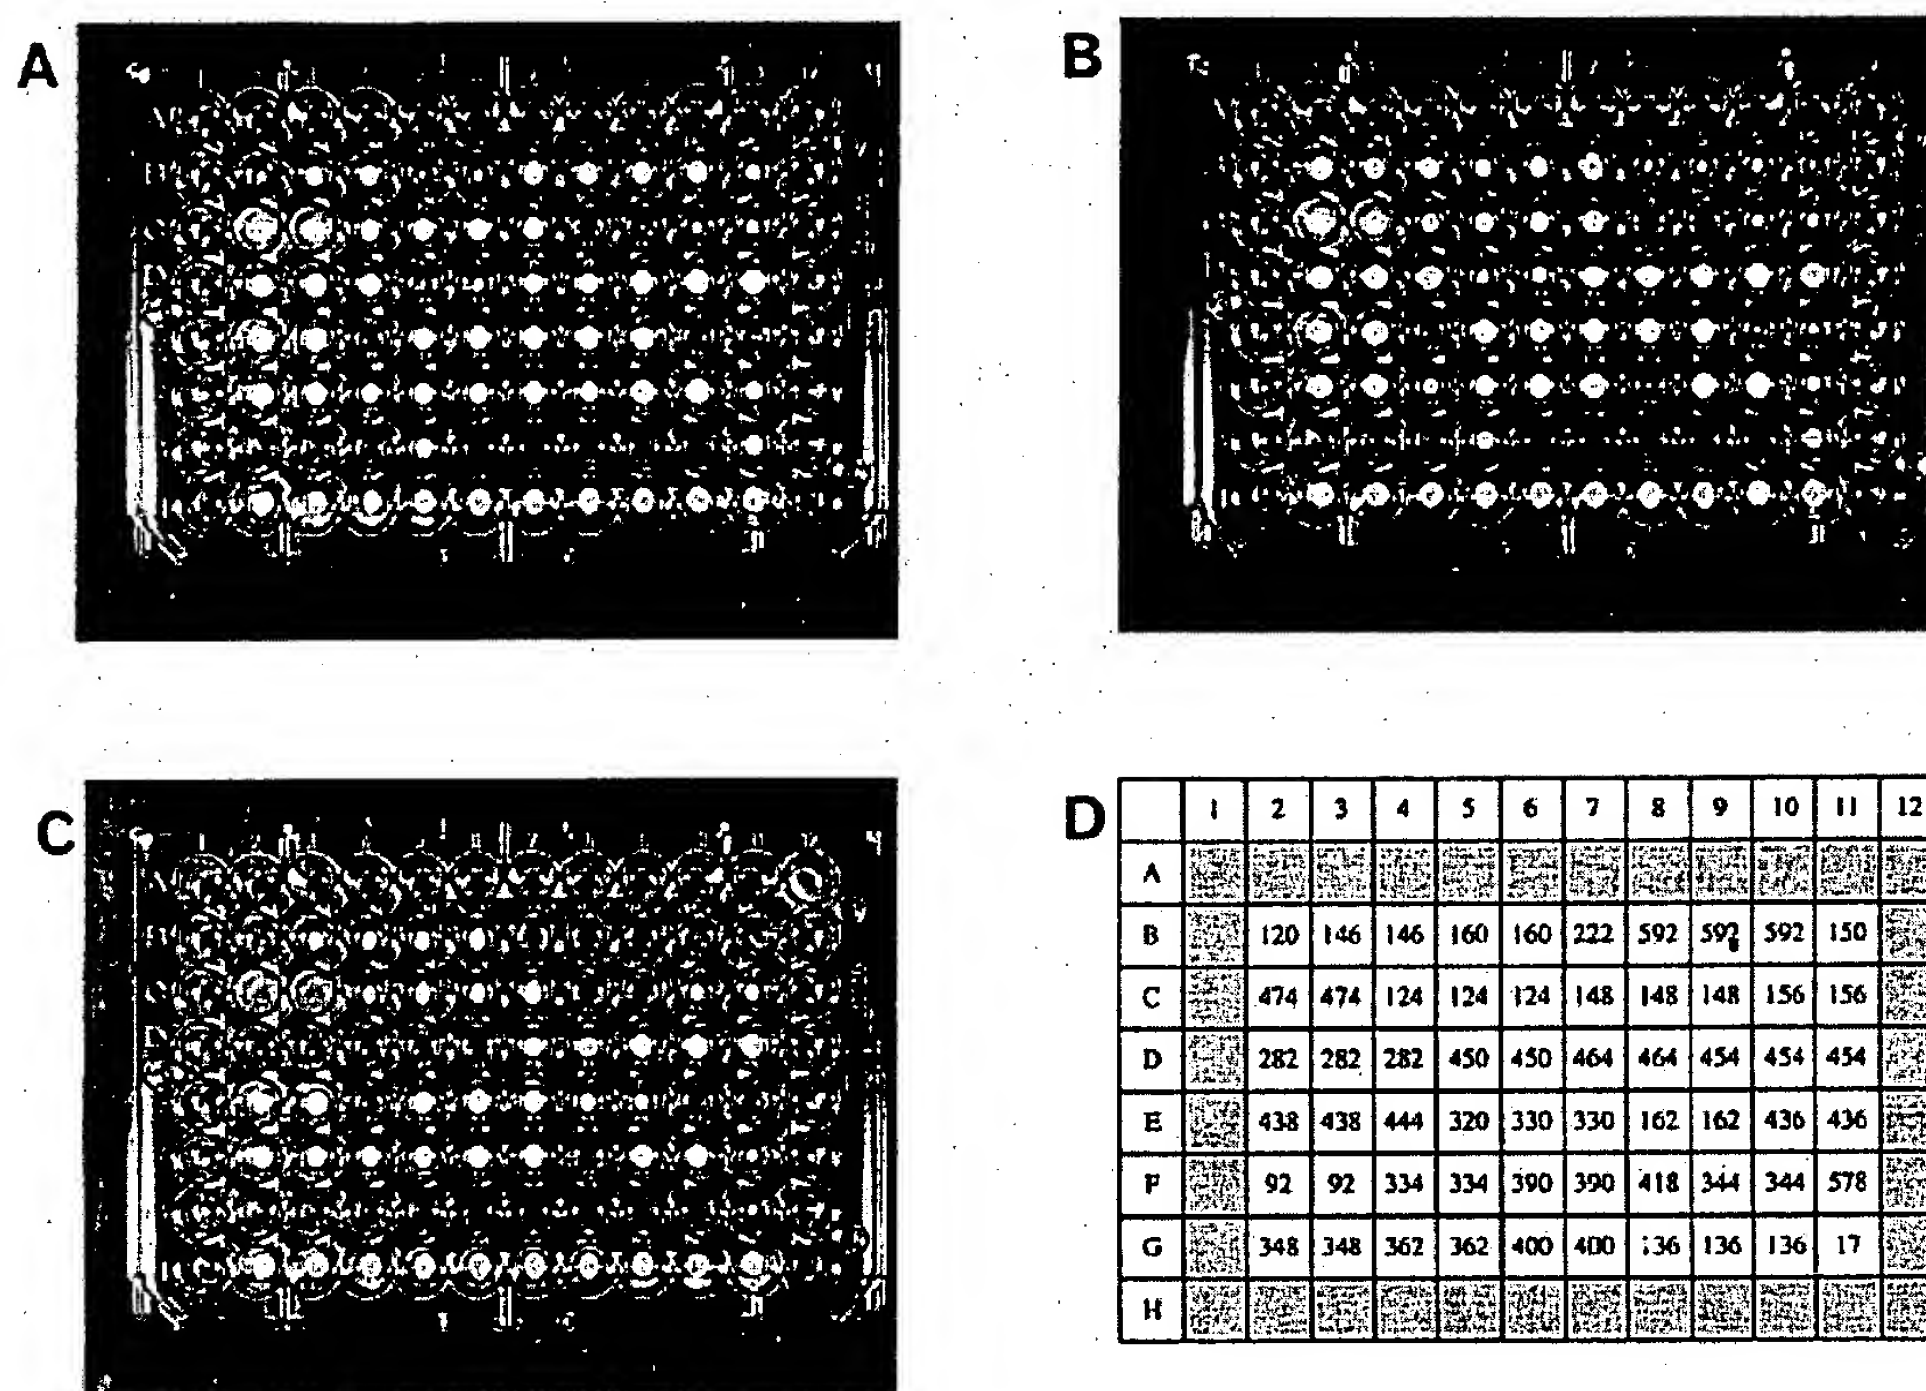 A
B
C
D
1 2 3 4 5 6 7 8 9 10 11 12
A
B 120 146 146 160 160 222 592 592 592 150
C 474 474 124 124 124 148 148 148 156 156
D 282 282 282 450 450 464 464 454 454 454
E 438 438 444 320 330 330 162 162 436 436
F 92 92 334 334 390 390 418 344 344 578
G 348 348 362 362 400 400 136 136 136 17
H